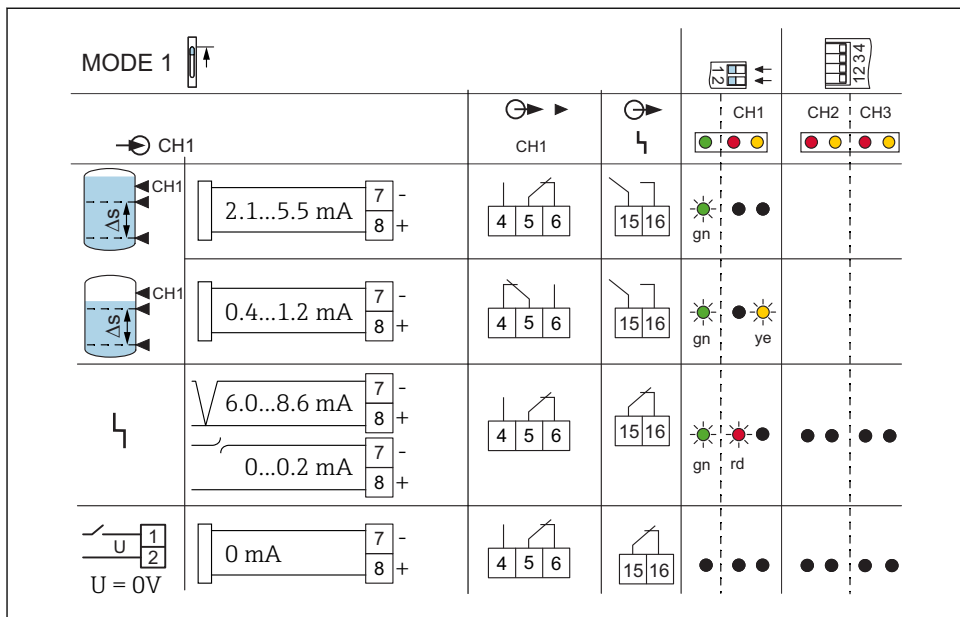 MODE 1
1 2
1 2 3 4
CH1
CH1
CH1
CH2
CH3
CH1
Δs
2.1...5.5 mA
7 -
8 +
4 5 6
15 16
gn
CH1
Δs
0.4...1.2 mA
7 -
8 +
4 5 6
15 16
gn
ye
6.0...8.6 mA
7 -
8 +
0...0.2 mA
7 -
8 +
4 5 6
15 16
gn
rd
U
1
2
U = 0V
0 mA
7 -
8 +
4 5 6
15 16